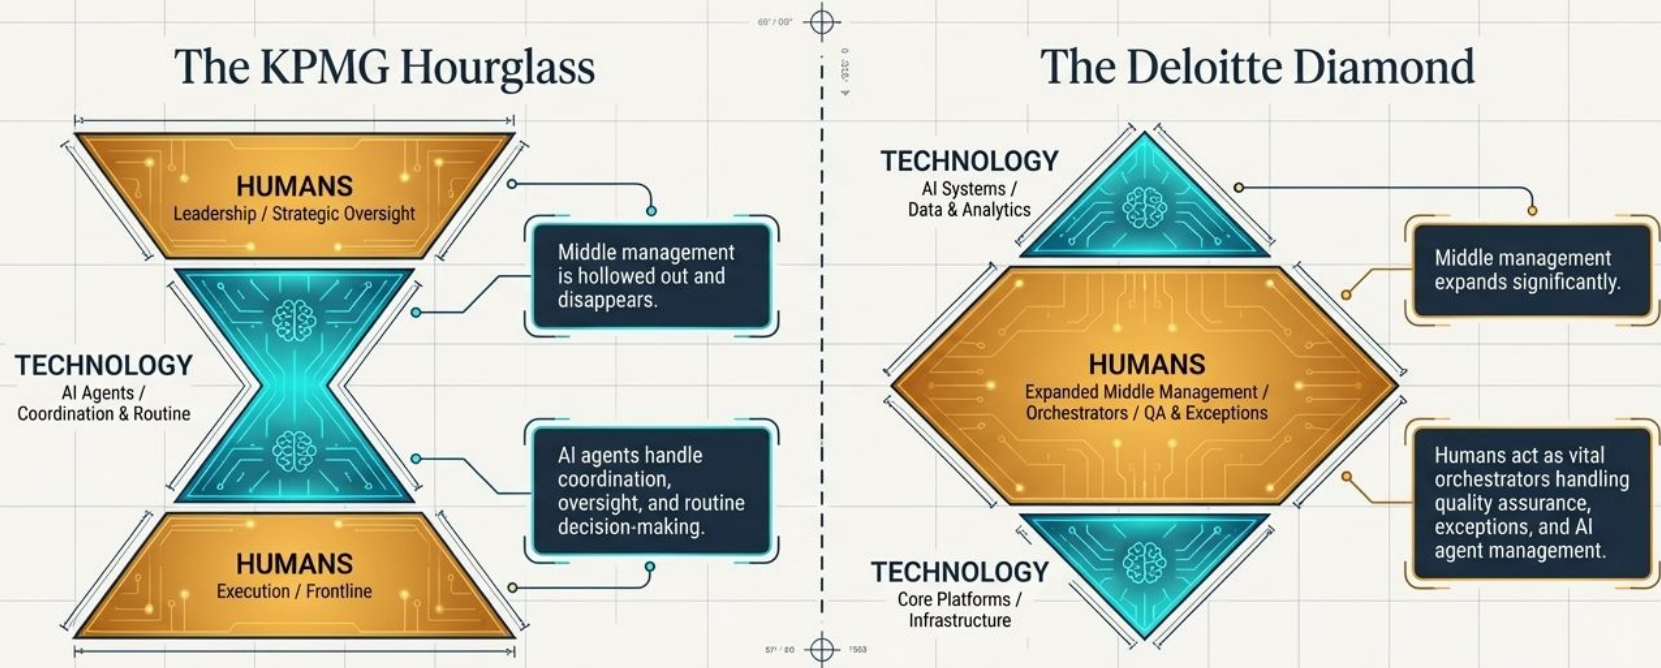 The KPMG Hourglass
HUMANS
Leadership / Strategic Oversight
Middle management
is hollowed out and
disappears.
TECHNOLOGY
AI Agents /
Coordination & Routine
AI agents handle
coordination,
oversight, and routine
decision-making.
HUMANS
Execution / Frontline
The Deloitte Diamond
TECHNOLOGY
AI Systems /
Data & Analytics
Middle management
expands significantly.
HUMANS
Expanded Middle Management /
Orchestrators / QA & Exceptions
Humans act as vital
orchestrators handling
quality assurance,
exceptions, and AI
agent management.
TECHNOLOGY
Core Platforms /
Infrastructure